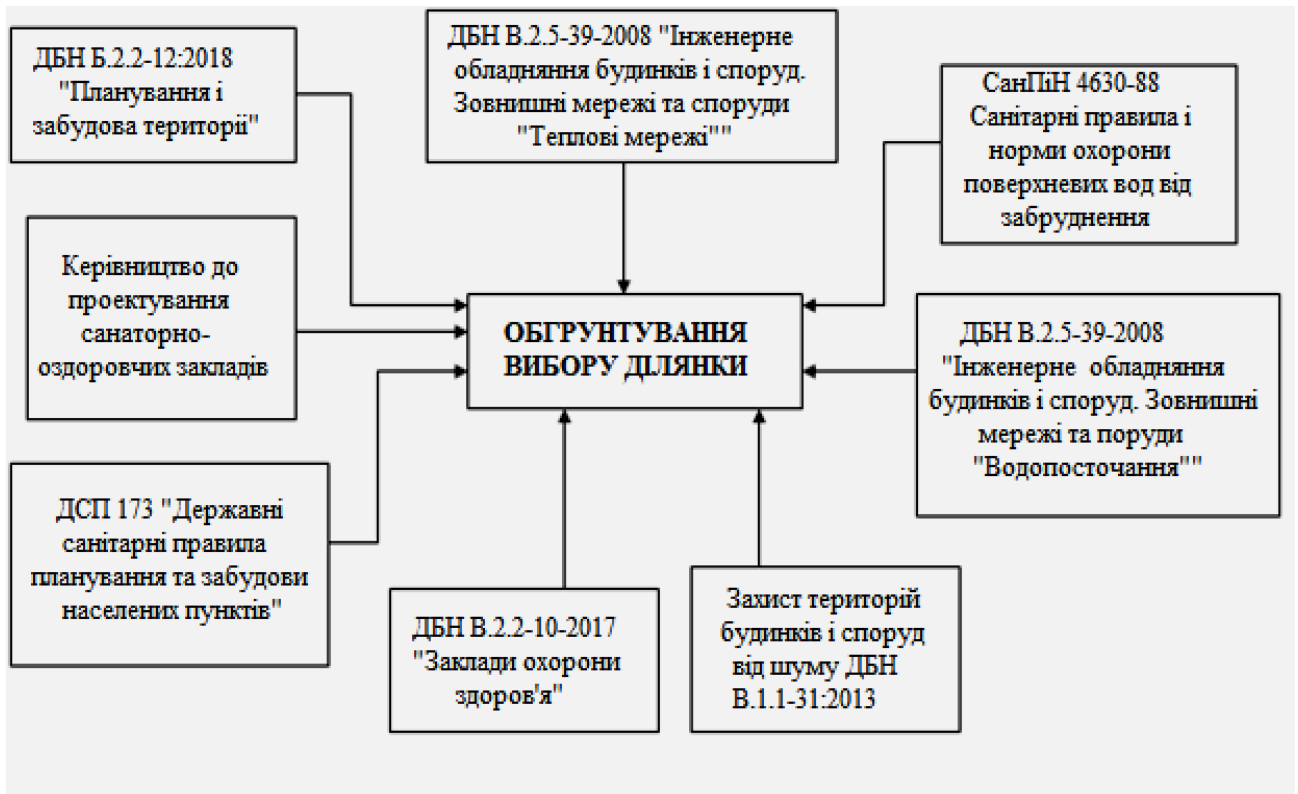 ДБН Б.2.2-12:2018
"Планування і
забудова території"
ДБН В.2.5-39-2008 "Інженерне
обладняння будинків і споруд.
Зовнишні мережі та споруди
"Теплові мережі""
СанПіН 4630-88
Санітарні правила і
норми охорони
поверхневих вод від
забруднення
Керівництво до
проектування
санаторно-
оздоровчих закладів
ОБГРУНТУВАННЯ
ВИБОРУ ДІЛЯНКИ
ДБН В.2.5-39-2008
"Інженерне обладняння
будинків і споруд. Зовнишні
мережі та поруди
"Водопосточання""
ДСП 173 "Державні
санітарні правила
планування та забудови
населених пунктів"
ДБН В.2.2-10-2017
"Заклади охорони
здоров'я"
Захист територій
будинків і споруд
від шуму ДБН
В.1.1-31:2013